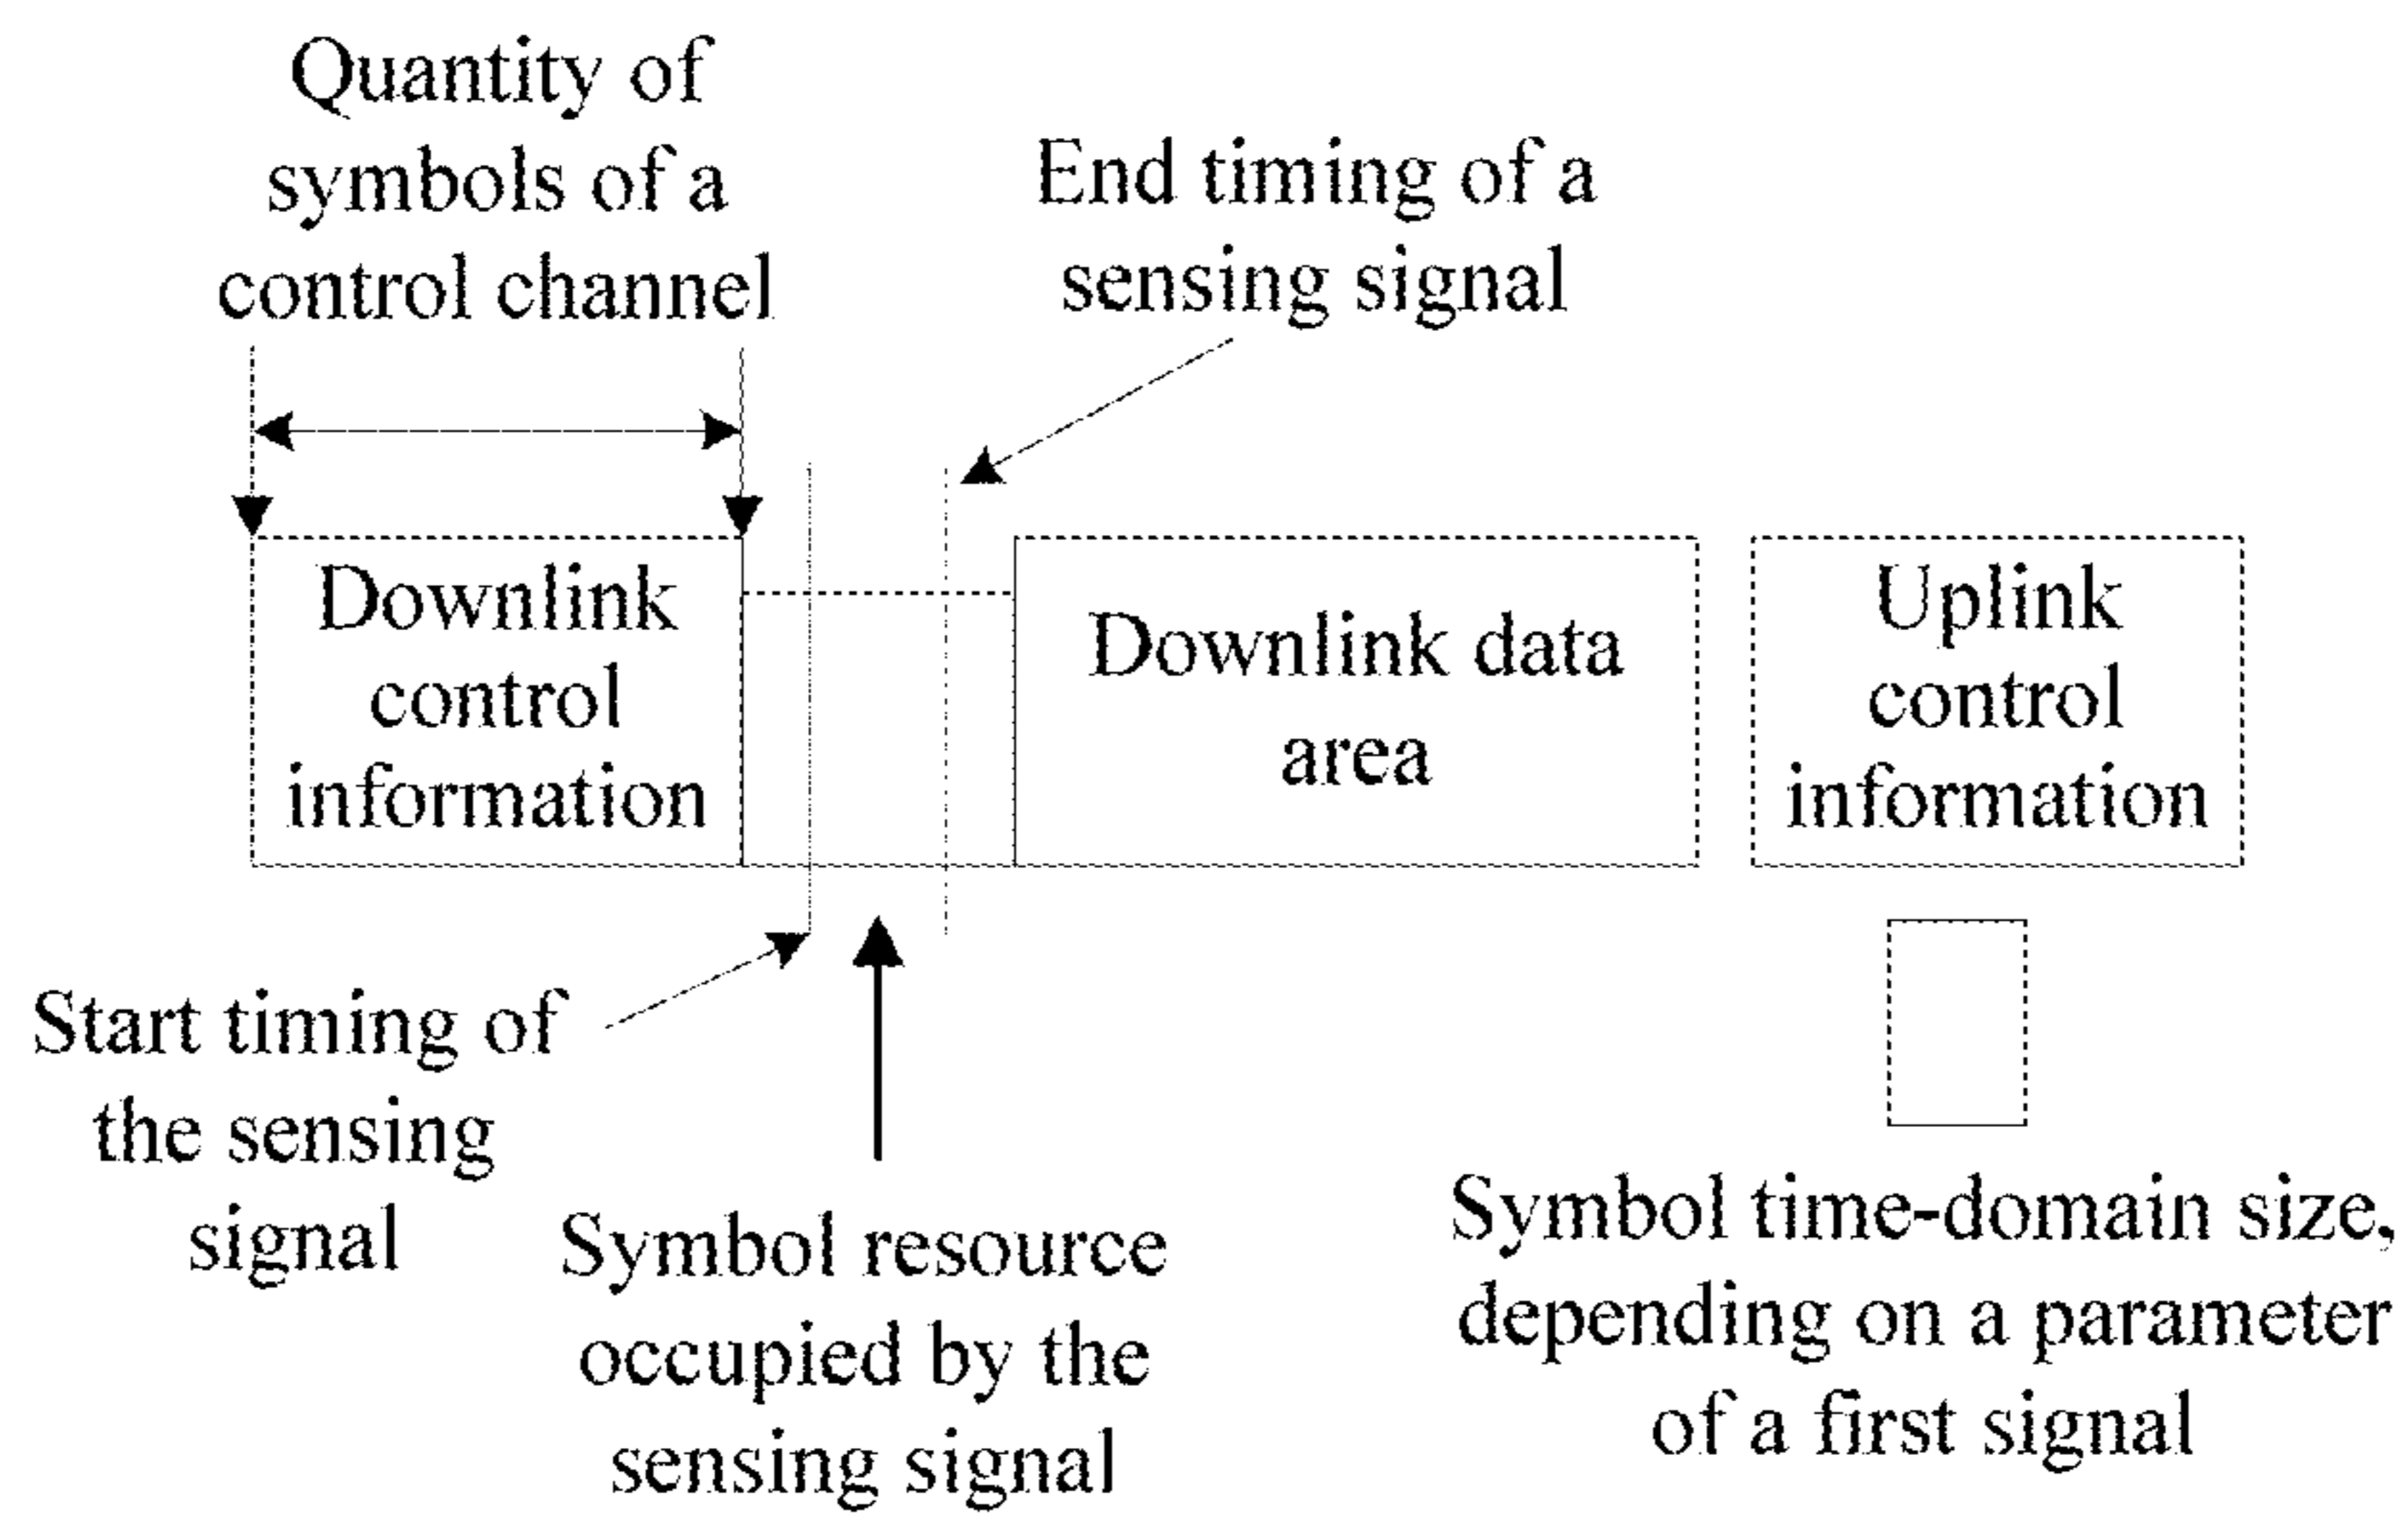 Quantity of
symbols of a
control channel
End timing of a
sensing signal
Downlink
control
information
Downlink data
area
Uplink
control
information
Start timing of
the sensing
signal
Symbol resource
occupied by the
sensing signal
Symbol time-domain size,
depending on a parameter
of a first signal